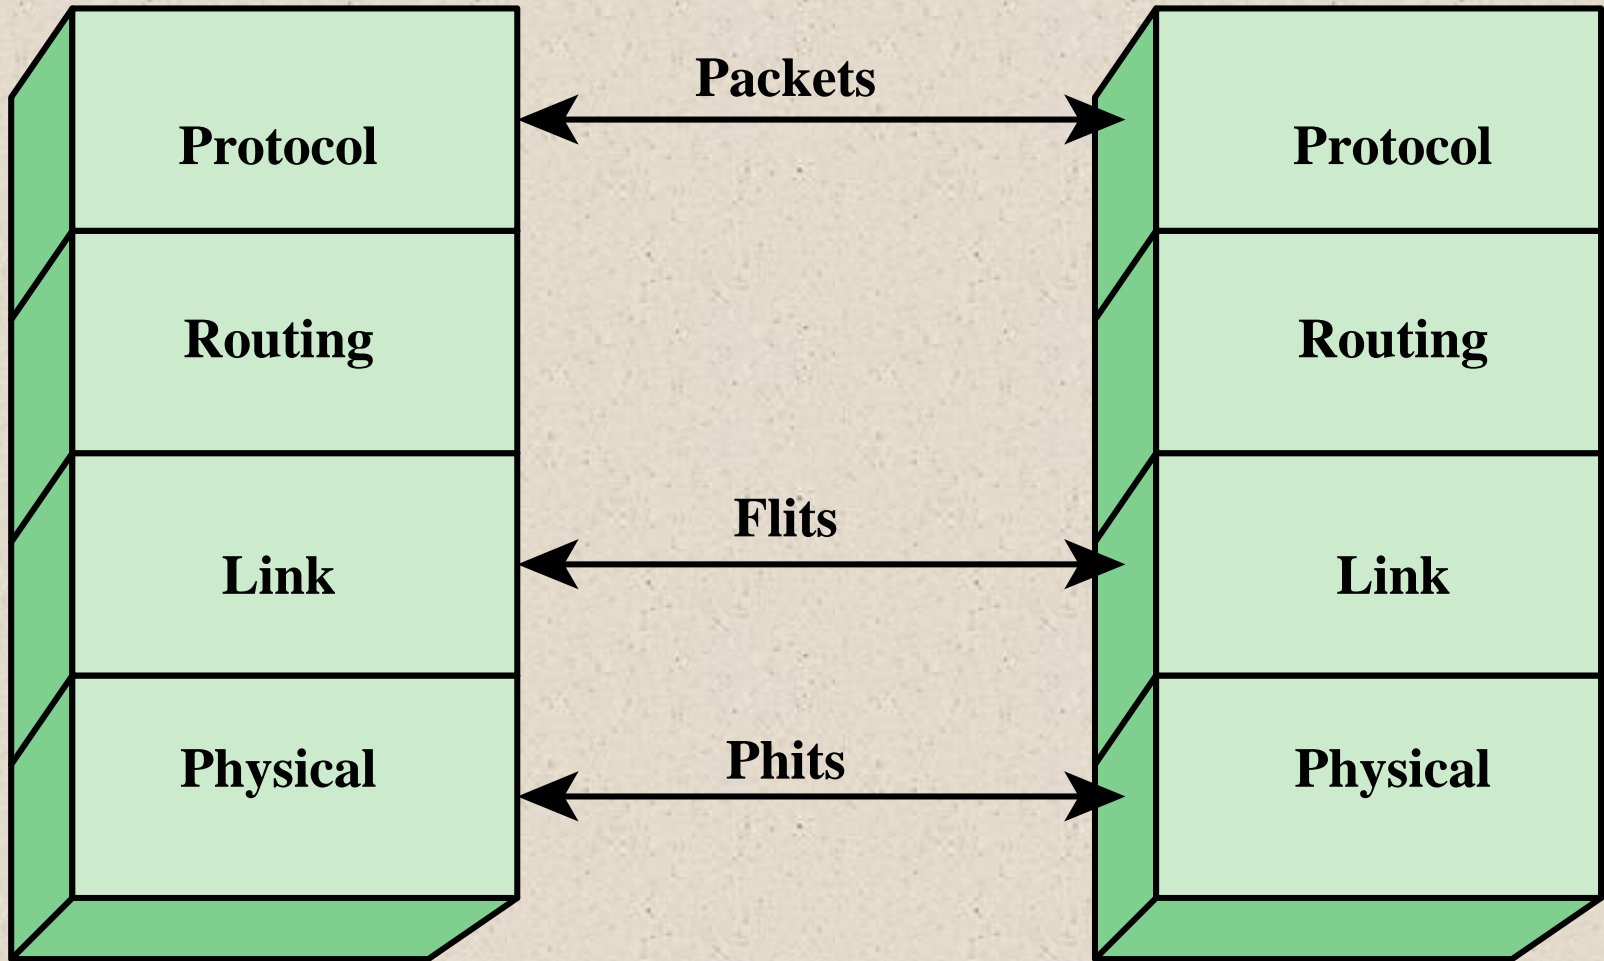 Packets
Protocol
Protocol
Routing
Routing
Flits
Link
Link
Phits
Physical
Physical